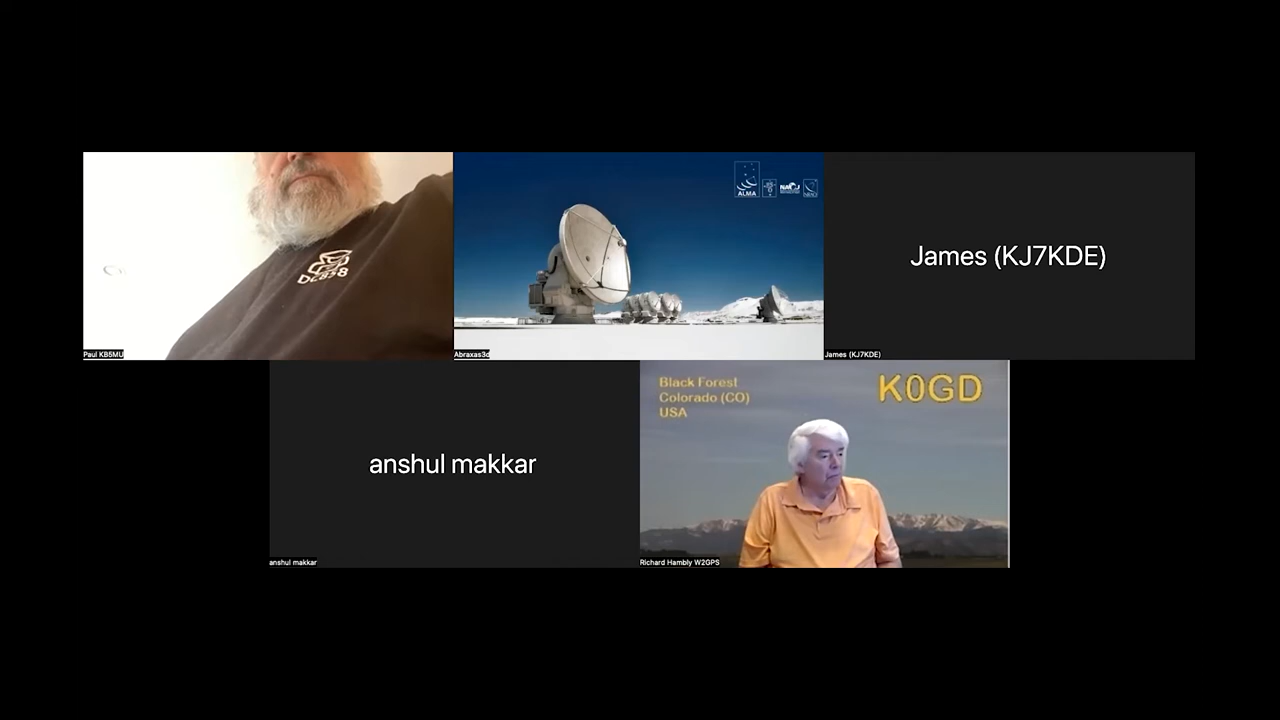 DC858
Paul KB5MU
ALMA
Abraxas3d
James (KJ7KDE)
James (KJ7KDE)
anshul makkar
anshul makkar
Black Forest
Colorado (CO)
USA
K0GD
Richard Hambly W2GPS